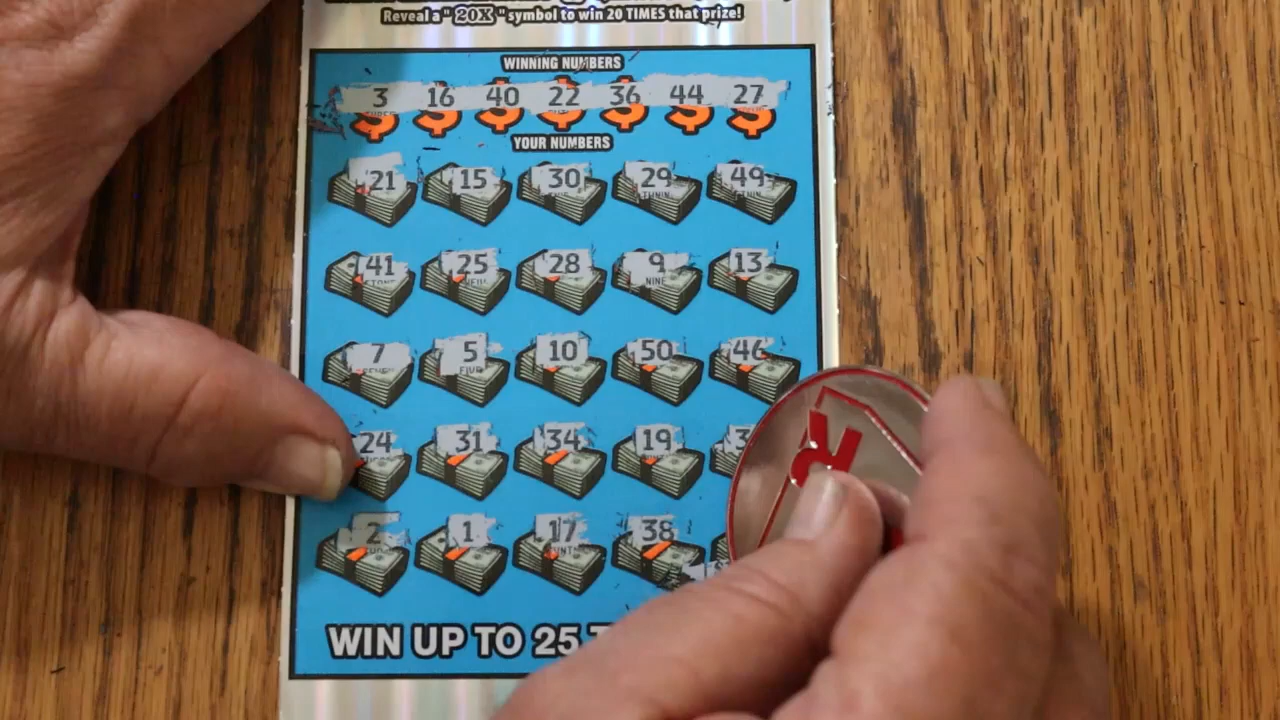 Reveal a "20X" symbol to win 20 TIMES that prize!
WINNING NUMBERS
3 16 40 22 36 44 27
YOUR NUMBERS
21 15 30 29 49
41 25 28 9 13
NINE
7 5 10 50 46
24 31 34 19
2 1 17 38
WIN UP TO 25